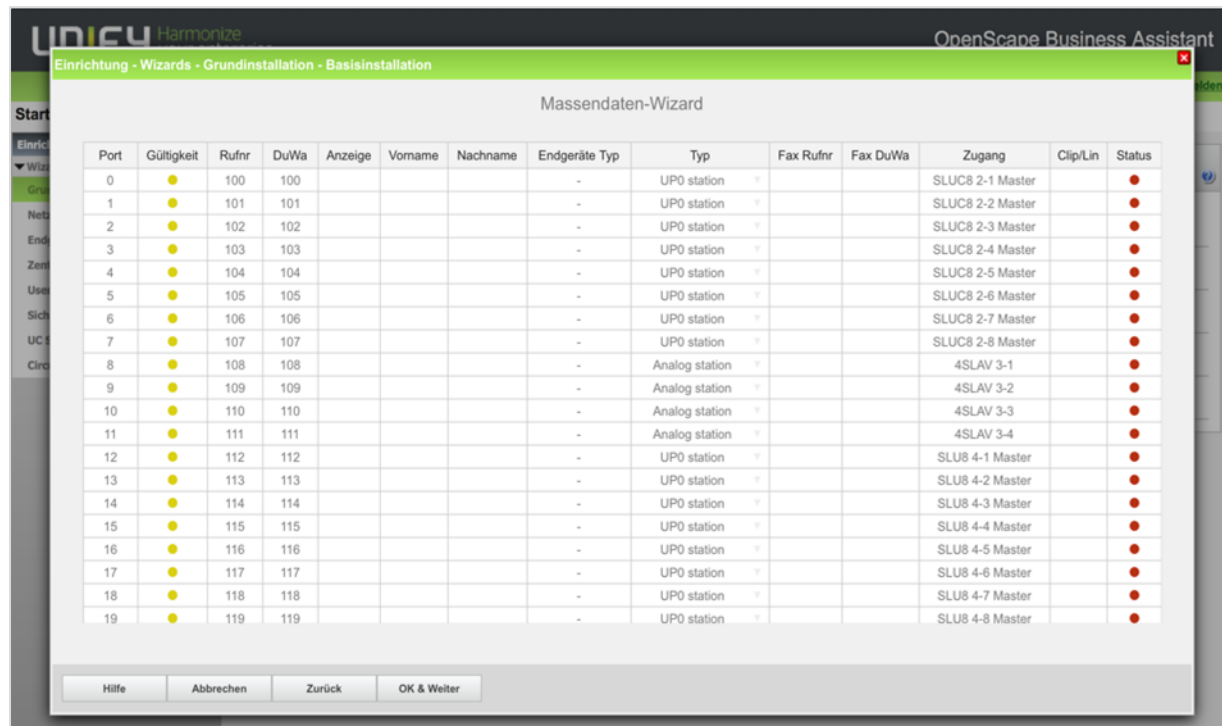 UNIFY Harmonize
OpenScape Business Assistant
Einrichtung - Wizards - Grundinstallation - Basisinstallation
Start
Massendaten-Wizard
Port Gültigkeit Rufnr DuWa Anzeige Vorname Nachname Endgeräte Typ Typ Fax Rufnr Fax DuWa Zugang Clip/Lin Status
0 100 100 - UP0 station SLUC8 2-1 Master
1 101 101 - UP0 station SLUC8 2-2 Master
2 102 102 - UP0 station SLUC8 2-3 Master
3 103 103 - UP0 station SLUC8 2-4 Master
4 104 104 - UP0 station SLUC8 2-5 Master
5 105 105 - UP0 station SLUC8 2-6 Master
6 106 106 - UP0 station SLUC8 2-7 Master
7 107 107 - UP0 station SLUC8 2-8 Master
8 108 108 - Analog station 4SLAV 3-1
9 109 109 - Analog station 4SLAV 3-2
10 110 110 - Analog station 4SLAV 3-3
11 111 111 - Analog station 4SLAV 3-4
12 112 112 - UP0 station SLU8 4-1 Master
13 113 113 - UP0 station SLU8 4-2 Master
14 114 114 - UP0 station SLU8 4-3 Master
15 115 115 - UP0 station SLU8 4-4 Master
16 116 116 - UP0 station SLU8 4-5 Master
17 117 117 - UP0 station SLU8 4-6 Master
18 118 118 - UP0 station SLU8 4-7 Master
19 119 119 - UP0 station SLU8 4-8 Master
Hilfe Abbrechen Zurück OK & Weiter